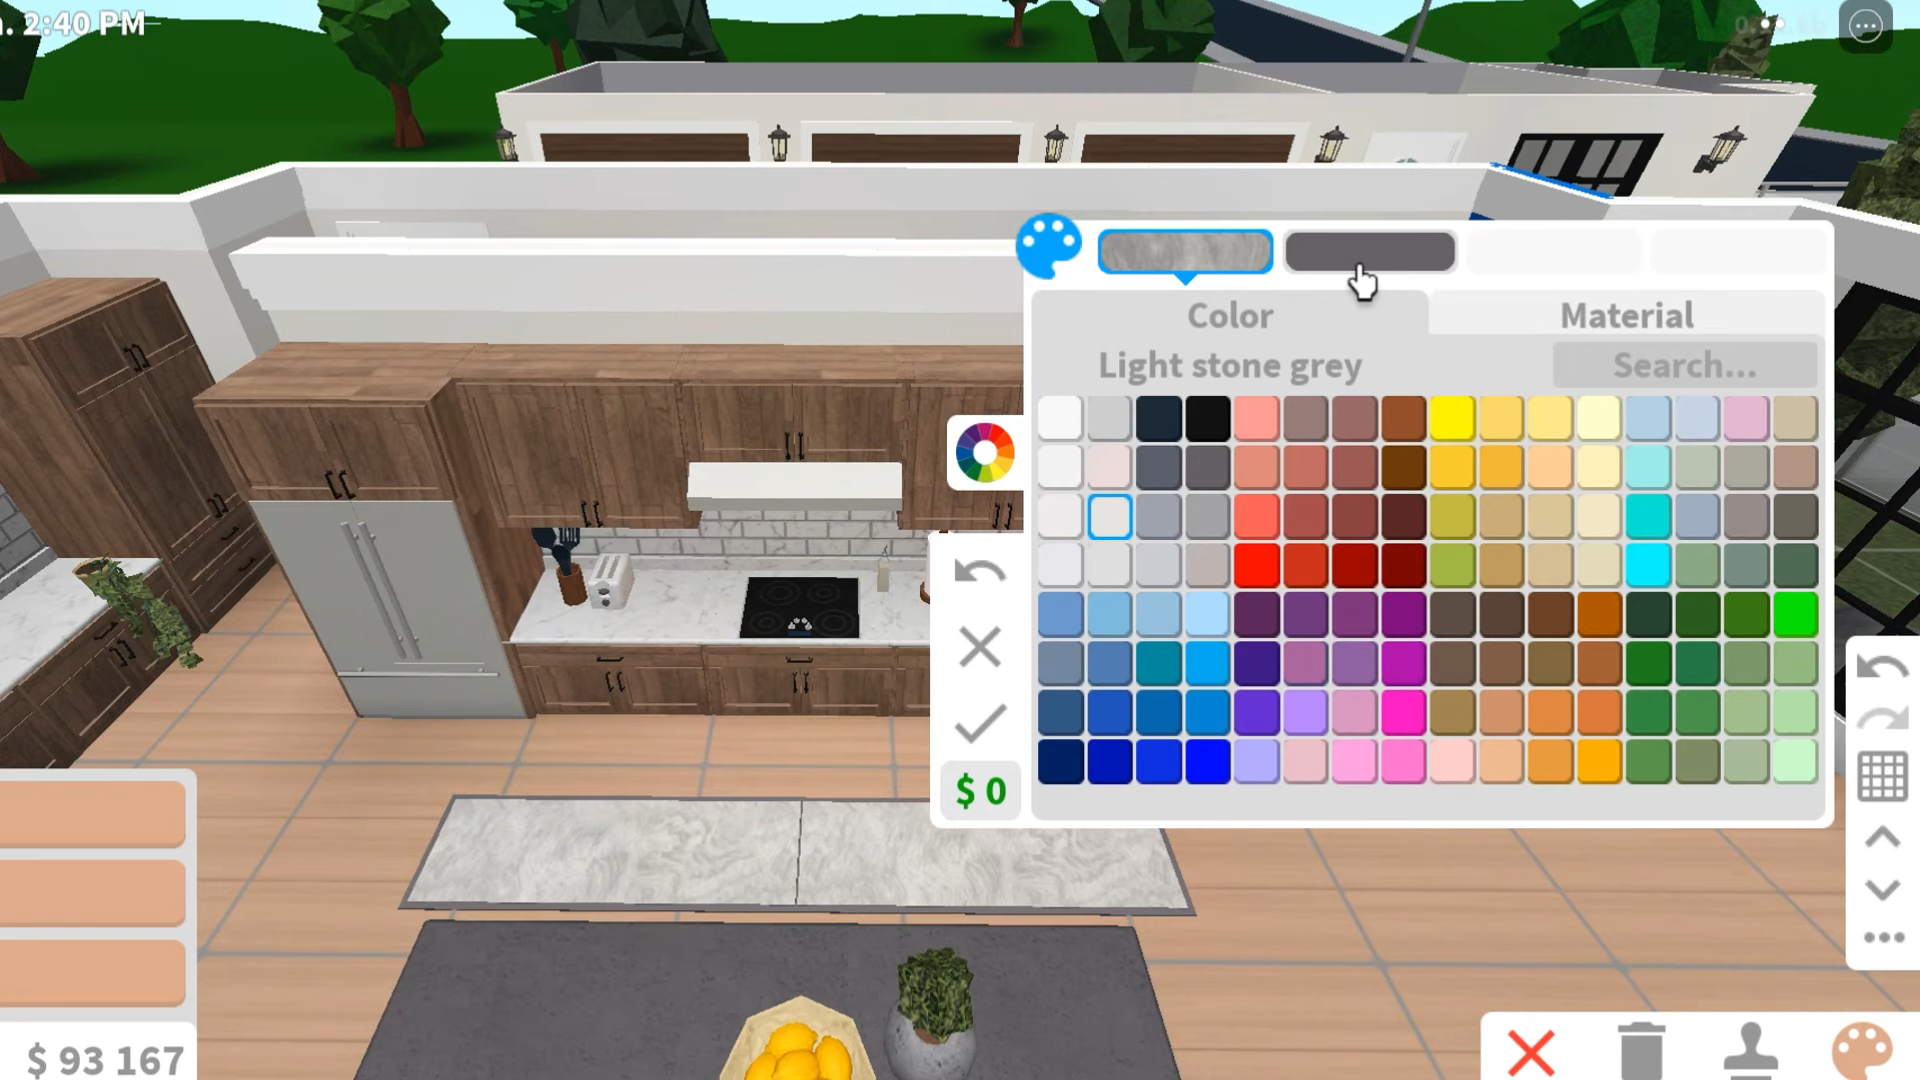 . 2:40 PM
Color
Material
Light stone grey
Search...
$ 0
$ 93 167